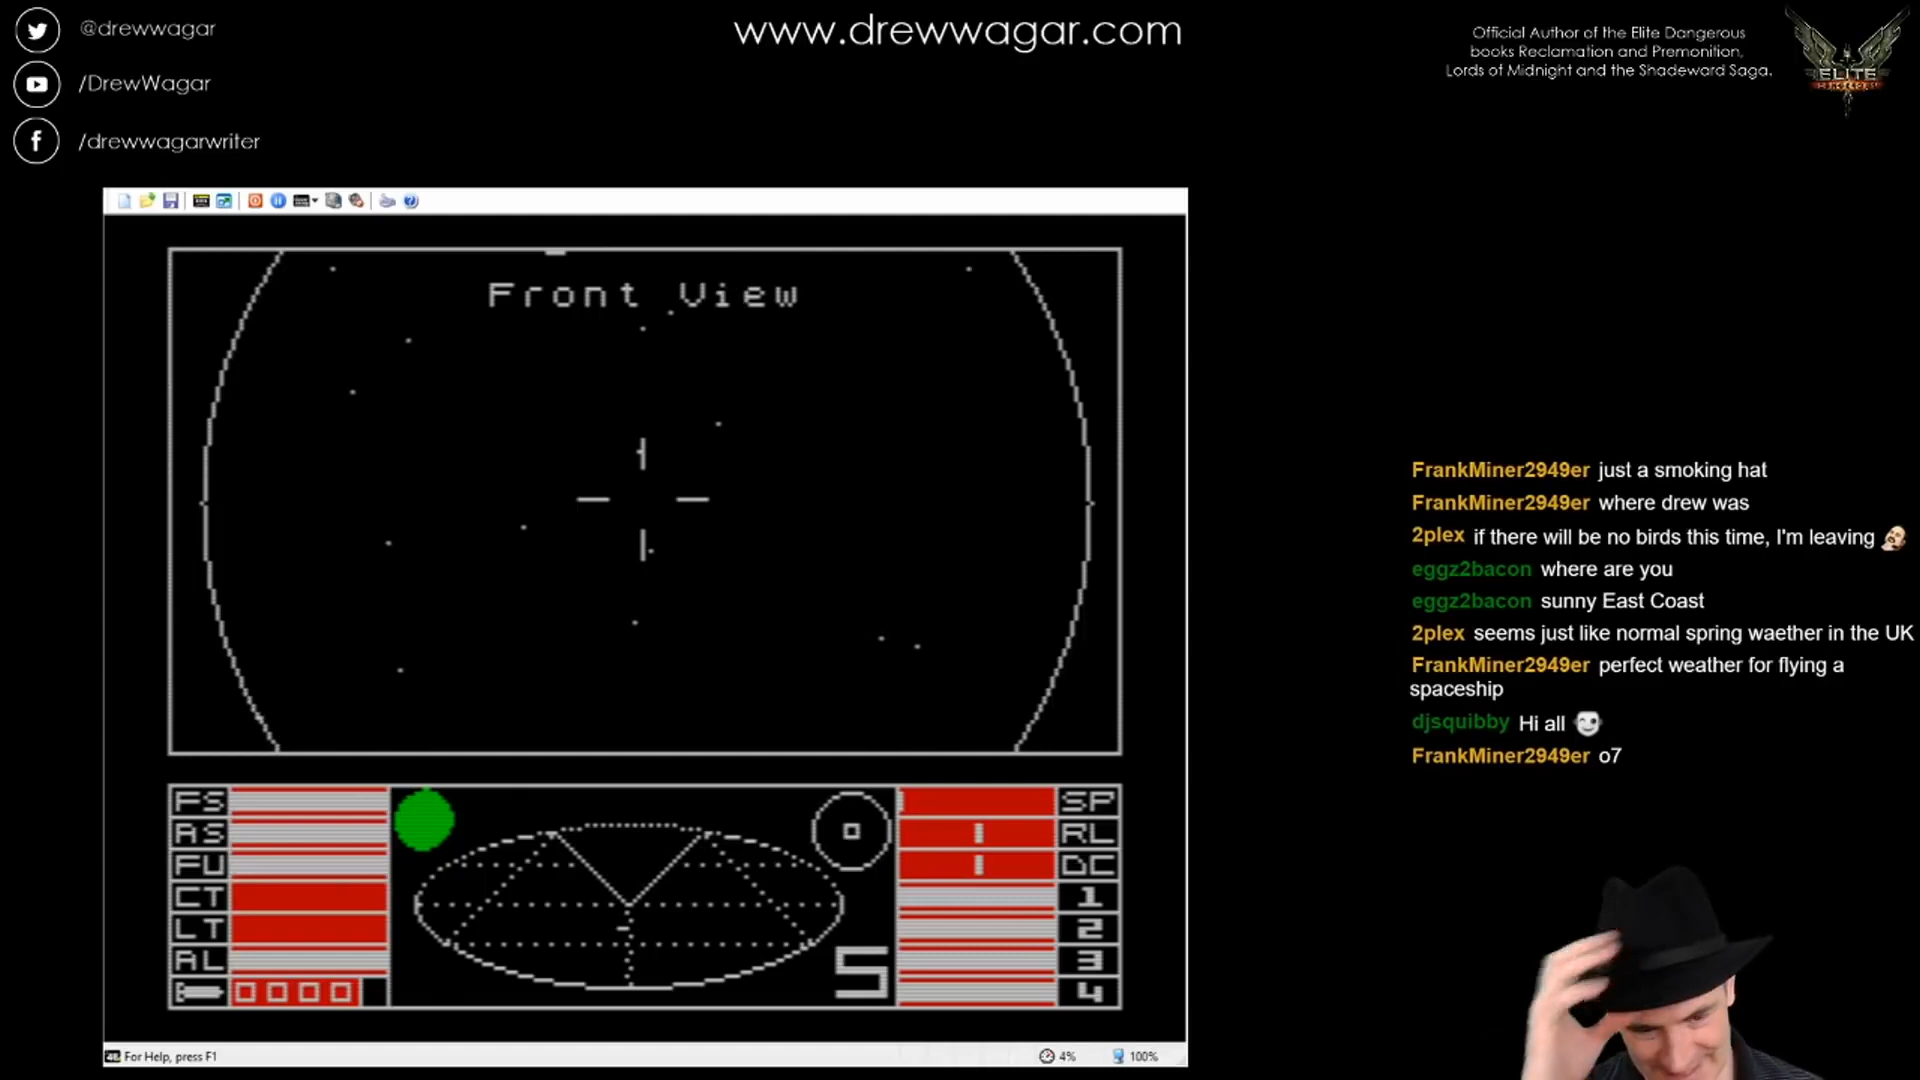 @drewwagar
/DrewWagar
/drewwagarwriter
www.drewwagar.com
Official Author of the Elite Dangerous
books Reclamation and Premonition,
Lords of Midnight and the Shadeward Saga.
ELITE
DANGEROUS
Front View
FS
AS
FU
CT
LT
AL
S
SP
RL
DC
1
2
3
4
For Help, press F1
4%
100%
FrankMiner2949er just a smoking hat
FrankMiner2949er where drew was
2plex if there will be no birds this time, I'm leaving
eggz2bacon where are you
eggz2bacon sunny East Coast
2plex seems just like normal spring waether in the UK
FrankMiner2949er perfect weather for flying a
spaceship
djsquibby Hi all
FrankMiner2949er o7